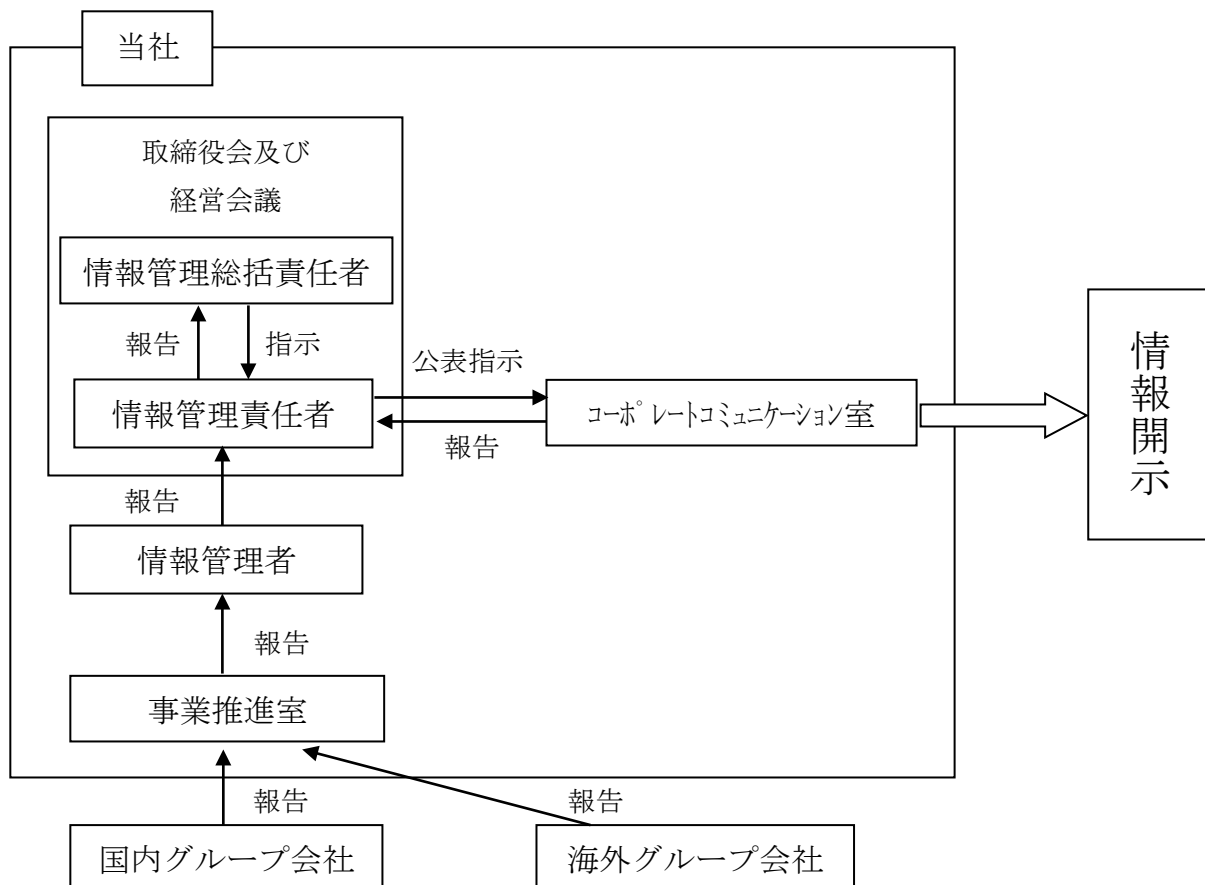 当社
取締役会及び
経営会議
情報管理総括責任者
報告
指示
公表指示
情報管理責任者
コーポレートコミュニケーション室
報告
情報開示
報告
情報管理者
報告
事業推進室
報告
報告
国内グループ会社
海外グループ会社